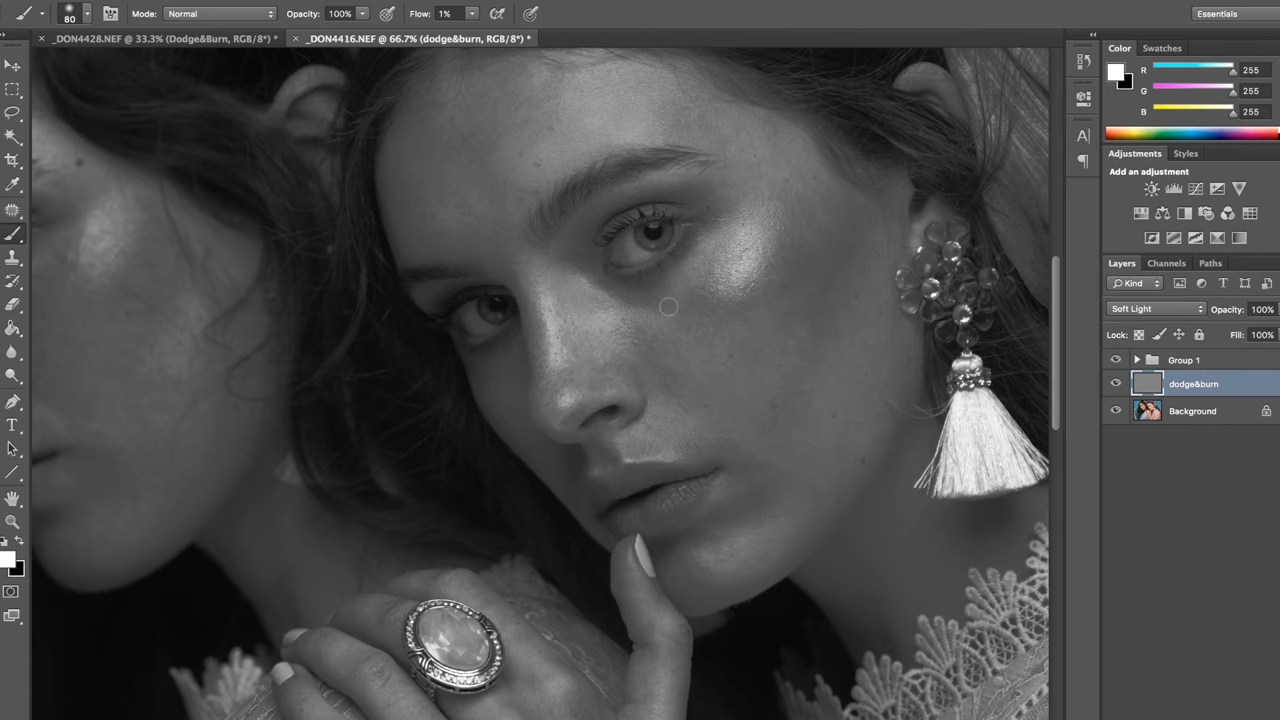 80 Mode: Normal Opacity: 100% Flow: 1% Essentials
× _DON4428.NEF @ 33.3% (Dodge&Burn, RGB/8*) * × _DON4416.NEF @ 66.7% (dodge&burn, RGB/8*) *
Color Swatches
R 255
G 255
B 255
Adjustments Styles
Add an adjustment
Layers Channels Paths
Kind
Soft Light Opacity: 100%
Lock: Fill: 100%
Group 1
dodge&burn
Background